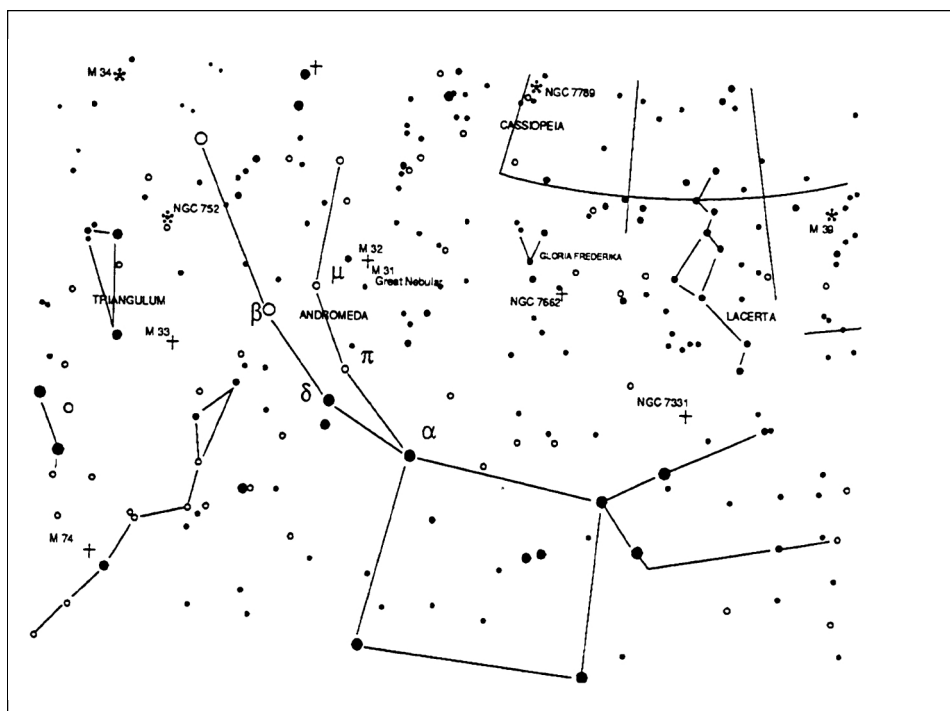 M 34
NGC 7789
CASSIOPEIA
NGC 752
M 39
M 32
μ
M 31
Great Nebular
GLORIA FREDERIKA
TRIANGULUM
β
ANDROMEDA
NGC 7662
LACERTA
M 33
π
δ
NGC 7331
α
M 74